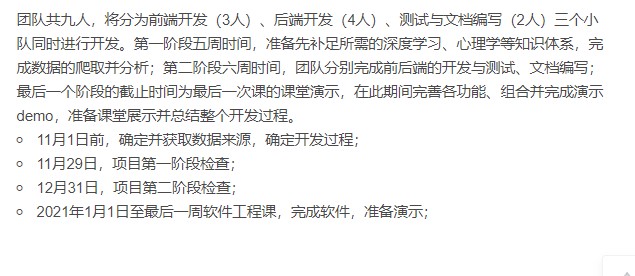 团队共九人，将分为前端开发（3人）、后端开发（4人）、测试与文档编写（2人）三个小
队同时进行开发。第一阶段五周时间，准备先补足所需的深度学习、心理学等知识体系，完
成数据的爬取并分析；第二阶段六周时间，团队分别完成前后端的开发与测试、文档编写；
最后一个阶段的截止时间为最后一次课的课堂演示，在此期间完善各功能、组合并完成演示
demo，准备课堂展示并总结整个开发过程。
○ 11月1日前，确定并获取数据来源，确定开发过程；
○ 11月29日，项目第一阶段检查；
○ 12月31日，项目第二阶段检查；
○ 2021年1月1日至最后一周软件工程课，完成软件，准备演示；